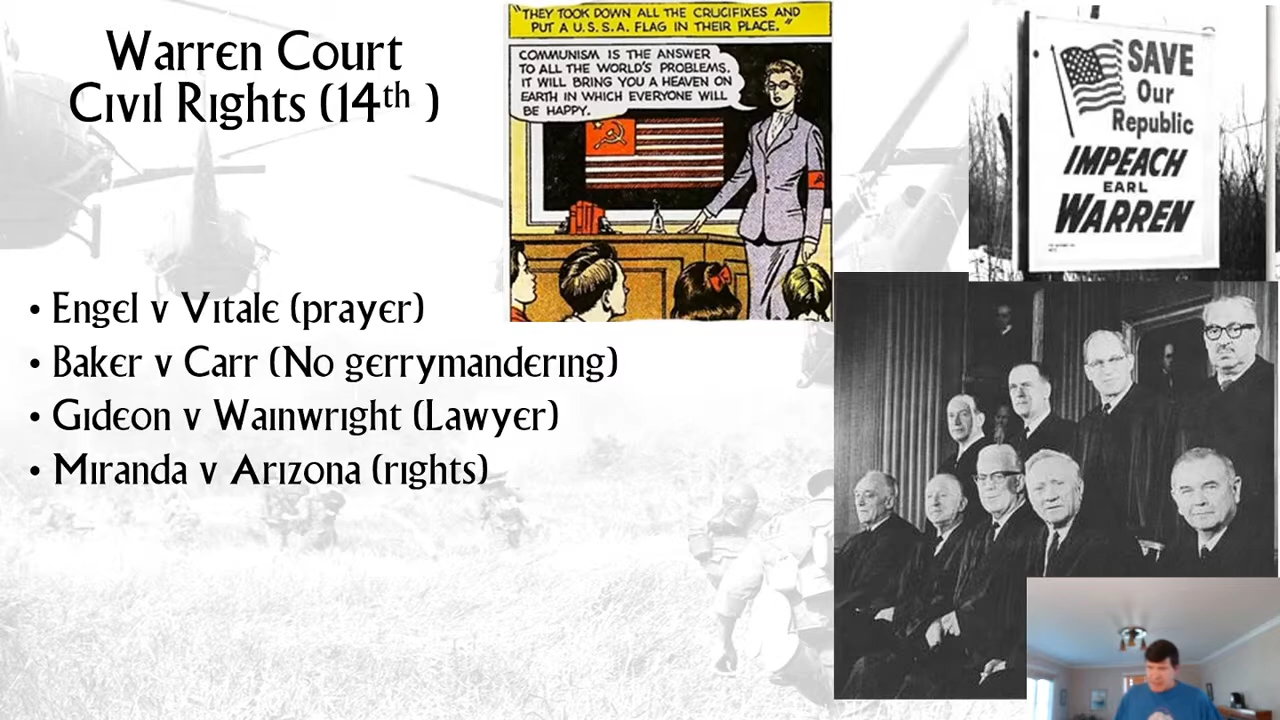 Warren Court
Civil Rights (14th )
• Engel v Vitale (prayer)
• Baker v Carr (No gerrymandering)
• Gideon v Wainwright (Lawyer)
• Miranda v Arizona (rights)
"THEY TOOK DOWN ALL THE CRUCIFIXES AND
PUT A U.S.S.A. FLAG IN THEIR PLACE."
COMMUNISM IS THE ANSWER
TO ALL THE WORLD'S PROBLEMS.
IT WILL BRING YOU A HEAVEN ON
EARTH IN WHICH EVERYONE WILL
BE HAPPY.
SAVE
Our
Republic
IMPEACH
EARL
WARREN